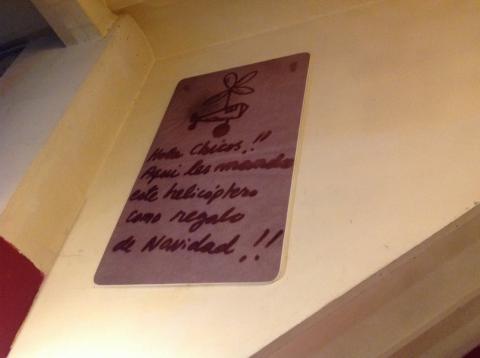 Hola Chicos!!
Aqui les mando
este helicóptero
como regalo
de Navidad!!